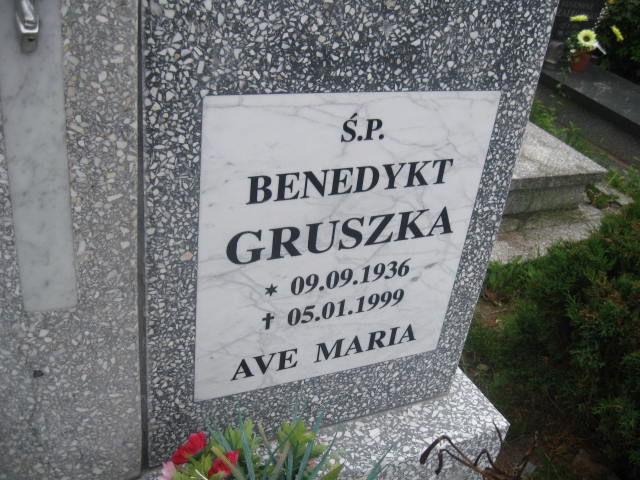 Ś.P.
BENEDYKT
GRUSZKA
* 09.09.1936
✝ 05.01.1999
AVE MARIA